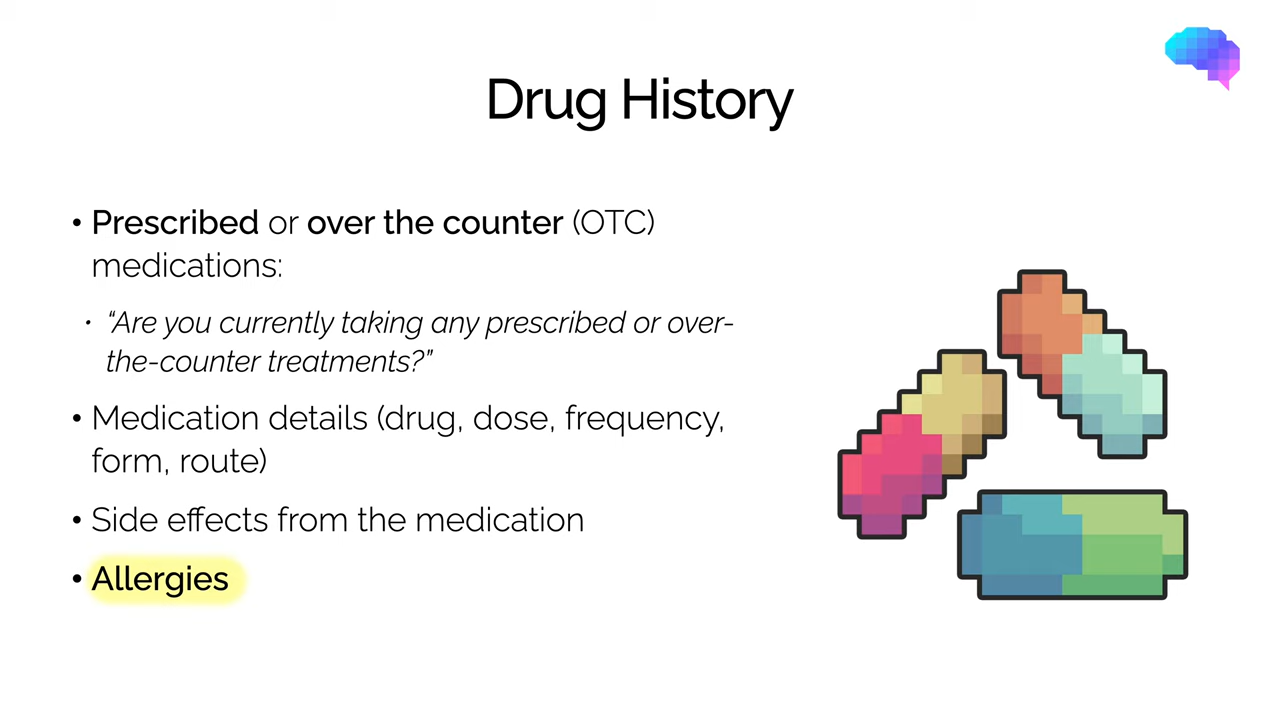 Drug History
• Prescribed or over the counter (OTC)
medications:
• “Are you currently taking any prescribed or over-
the-counter treatments?”
• Medication details (drug, dose, frequency,
form, route)
• Side effects from the medication
• Allergies